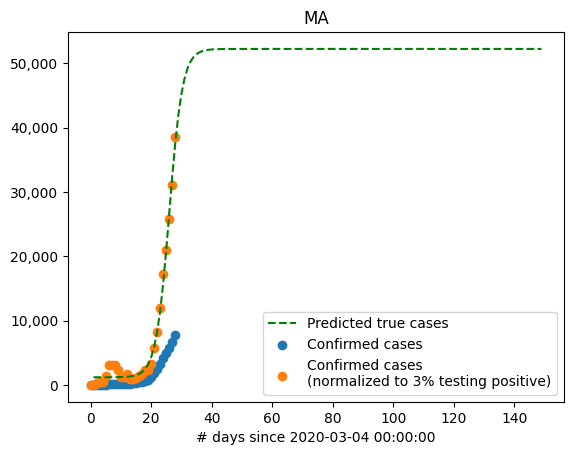 MA
50,000
40,000
30,000
20,000
10,000
0
Predicted true cases
Confirmed cases
Confirmed cases
(normalized to 3% testing positive)
0 20 40 60 80 100 120 140
# days since 2020-03-04 00:00:00